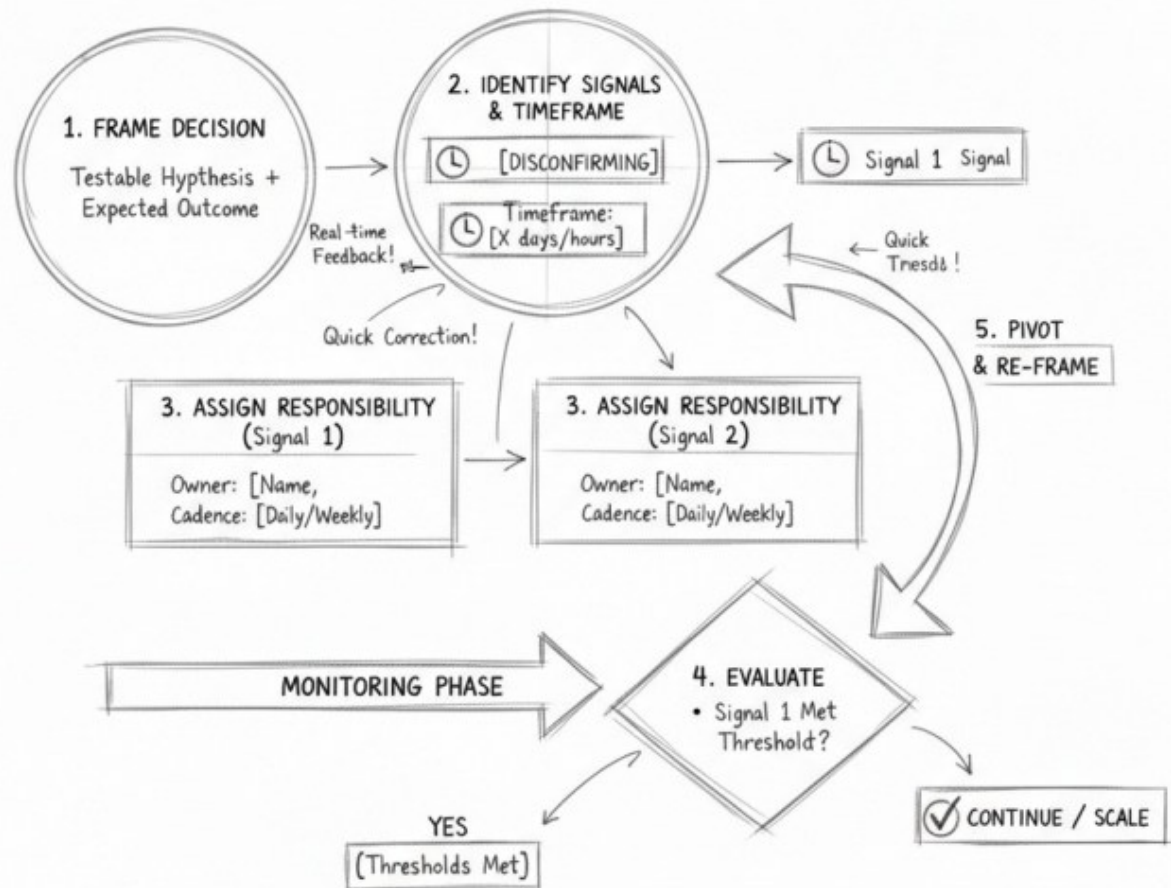 1. FRAME DECISION
Testable Hypthesis +
Expected Outcome
2. IDENTIFY SIGNALS
& TIMEFRAME
[DISCONFIRMING]
Timeframe:
[X days/hours]
Signal 1 Signal
Real-time
Feedback!
Quick Correction!
Quick
5. PIVOT
& RE-FRAME
3. ASSIGN RESPONSIBILITY
(Signal 1)
Owner: [Name,
Cadence: [Daily/Weekly]
3. ASSIGN RESPONSIBILITY
(Signal 2)
Owner: [Name,
Cadence: [Daily/Weekly]
MONITORING PHASE
4. EVALUATE
• Signal 1 Met
Threshold?
YES
[Thresholds Met]
CONTINUE / SCALE